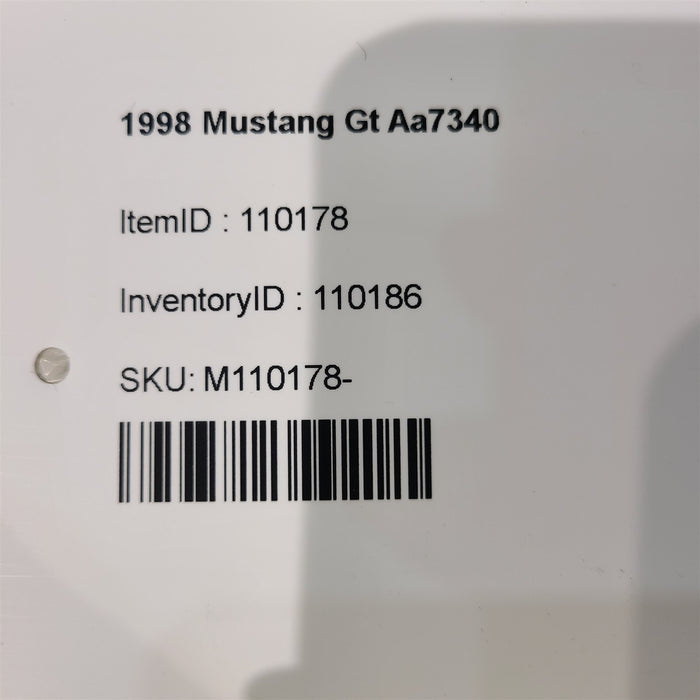 1998 Mustang Gt Aa7340
ItemID : 110178
InventoryID : 110186
SKU: M110178-